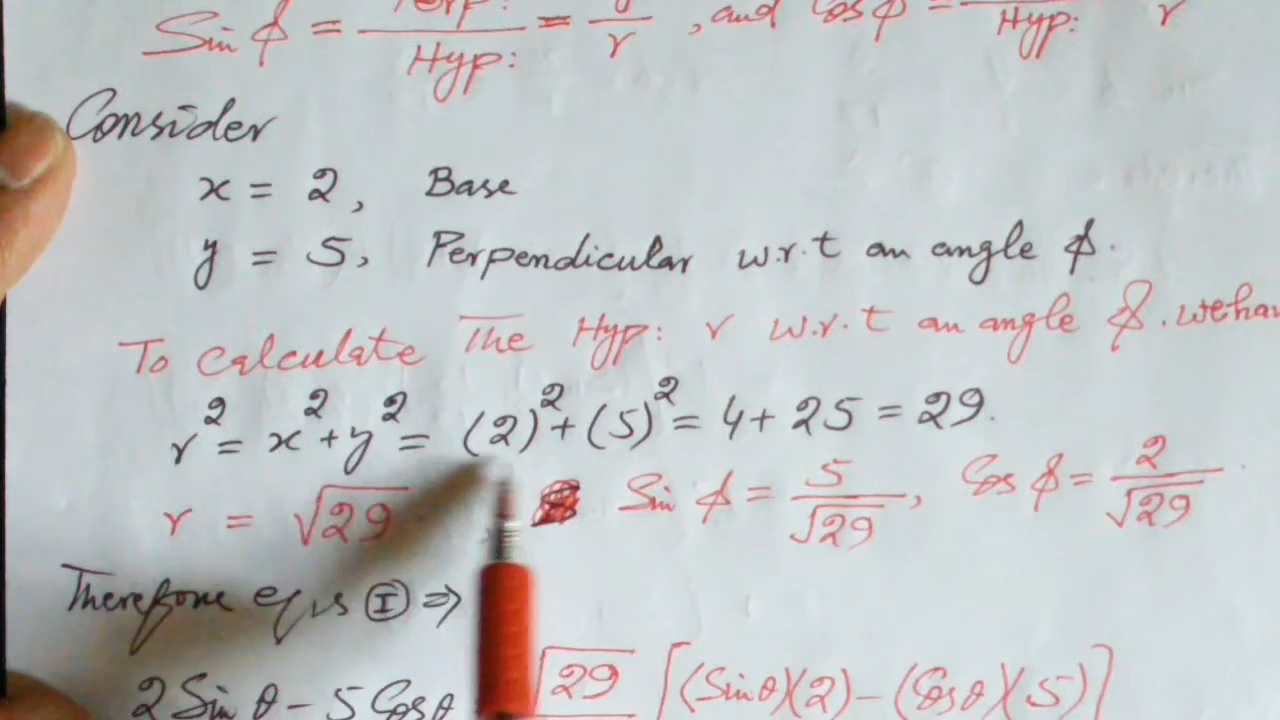 Sin ϕ = Perp:/Hyp: = y/r , and Cos ϕ = /Hyp: r
Consider
x = 2, Base
y = 5, Perpendicular w.r.t an angle ϕ.
To Calculate The Hyp: r w.r.t an angle ϕ. we hav
r² = x² + y² = (2)² + (5)² = 4 + 25 = 29.
r = √29 Sin ϕ = 5/√29, Cos ϕ = 2/√29
Therefore I ⇒
2 Sin θ - 5 Cos θ √29 [(Sin θ)(2) - (Cos θ)(5)]